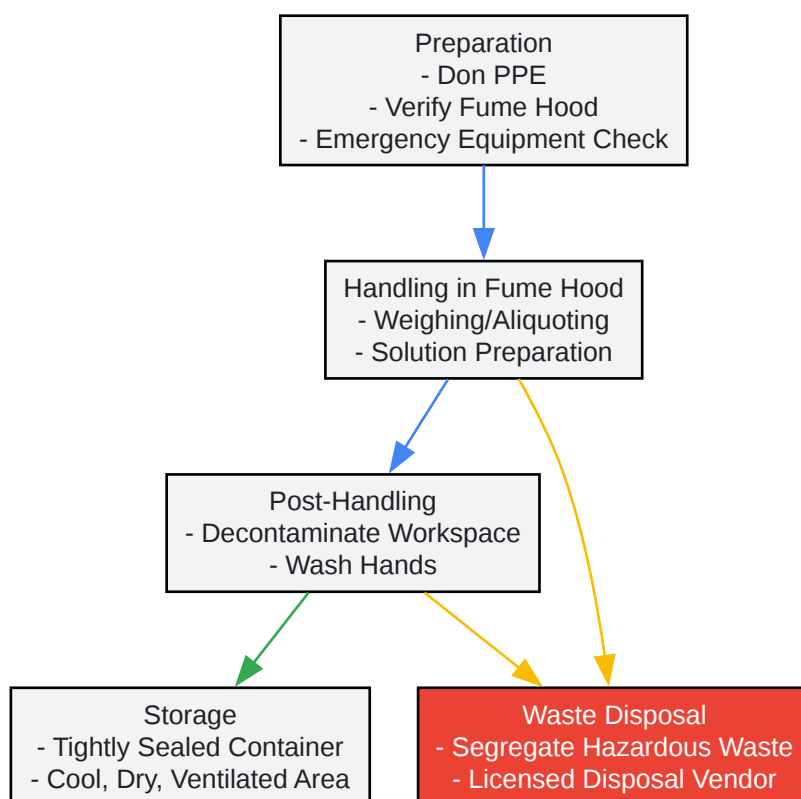 Preparation
- Don PPE
- Verify Fume Hood
- Emergency Equipment Check
Handling in Fume Hood
- Weighing/Aliquoting
- Solution Preparation
Post-Handling
- Decontaminate Workspace
- Wash Hands
Storage
- Tightly Sealed Container
- Cool, Dry, Ventilated Area
Waste Disposal
- Segregate Hazardous Waste
- Licensed Disposal Vendor